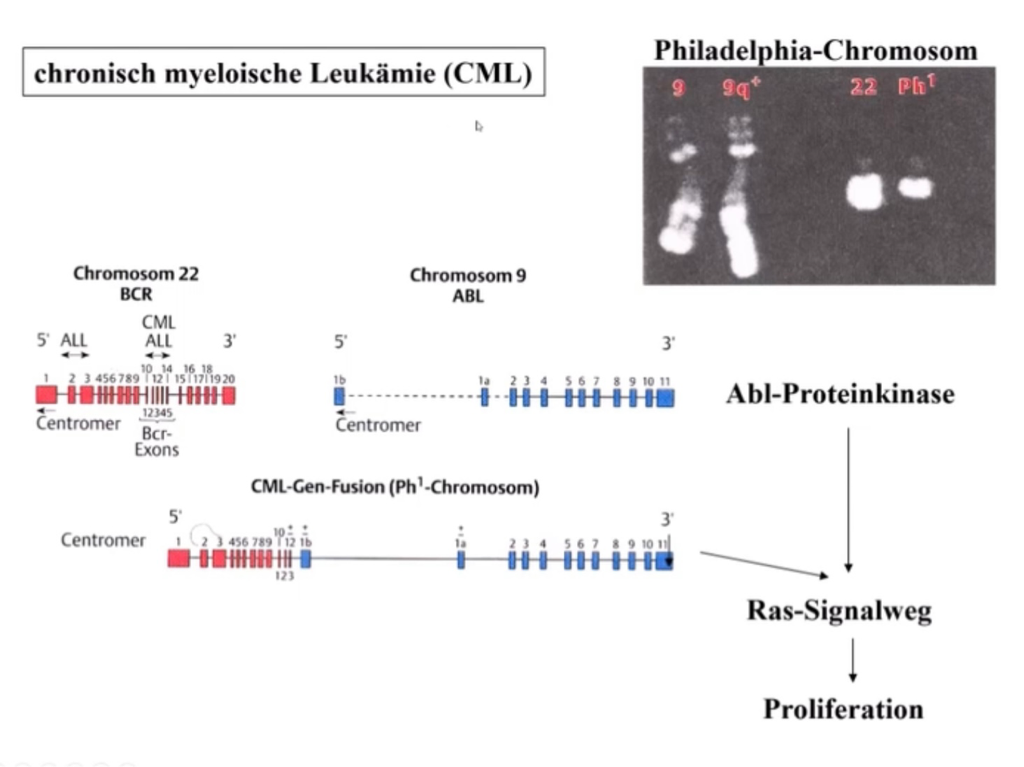 chronisch myeloische Leukämie (CML)
Philadelphia-Chromosom
9 9q+ 22 Ph1
Chromosom 22
BCR
CML
5' ALL ALL 3'
10 14 16 18
1 2 3 456789 12 15 17 1920
12345
Centromer
Bcr-
Exons
Chromosom 9
ABL
5' 3'
1b 1a 2 3 4 5 6 7 8 9 10 11
Centromer
Abl-Proteinkinase
CML-Gen-Fusion (Ph1-Chromosom)
5' 3'
Centromer 1 2 3 456 789 10 12 1b 1a 2 3 4 5 6 7 8 9 10 11
123
Ras-Signalweg
Proliferation